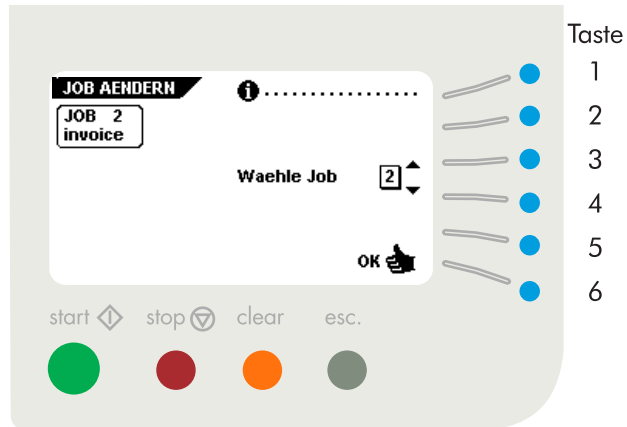 Taste
JOB AENDERN
JOB 2
invoice
Waehle Job 2
OK
1
2
3
4
5
6
start stop clear esc.